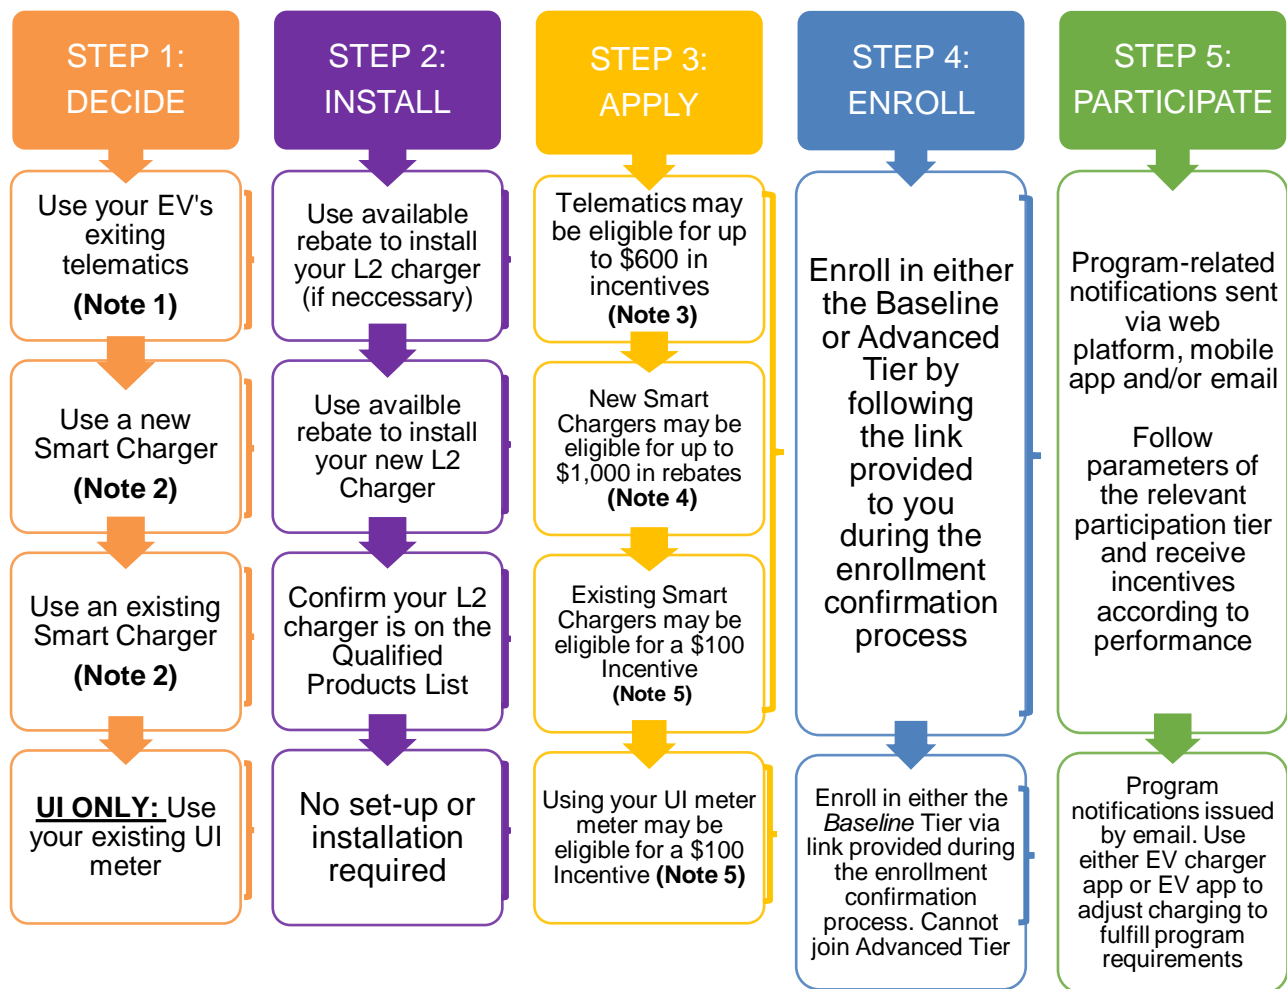 STEP 1:
DECIDE
Use your EV's
exiting
telematics
(Note 1)
Use a new
Smart Charger
(Note 2)
Use an existing
Smart Charger
(Note 2)
UI ONLY: Use
your existing UI
meter
STEP 2:
INSTALL
Use available
rebate to install
your L2 charger
(if neccessary)
Use availble
rebate to install
your new L2
Charger
Confirm your L2
charger is on the
Qualified
Products List
No set-up or
installation
required
STEP 3:
APPLY
Telematics may
be eligible for up
to $600 in
incentives
(Note 3)
New Smart
Chargers may be
eligible for up to
$1,000 in rebates
(Note 4)
Existing Smart
Chargers may be
eligible for a $100
Incentive
(Note 5)
Using your UI meter
meter may be
eligible for a $100
Incentive (Note 5)
STEP 4:
ENROLL
Enroll in either
the Baseline
or Advanced
Tier by
following
the link
provided
to you
during the
enrollment
confirmation
process
Enroll in either the
Baseline Tier via
link provided during
the enrollment
confirmation
process. Cannot
join Advanced Tier
STEP 5:
PARTICIPATE
Program-related
notifications sent
via web
platform, mobile
app and/or email
Follow
parameters of
the relevant
participation tier
and receive
incentives
according to
performance
Program
notifications issued
by email. Use
either EV charger
app or EV app to
adjust charging to
fulfill program
requirements